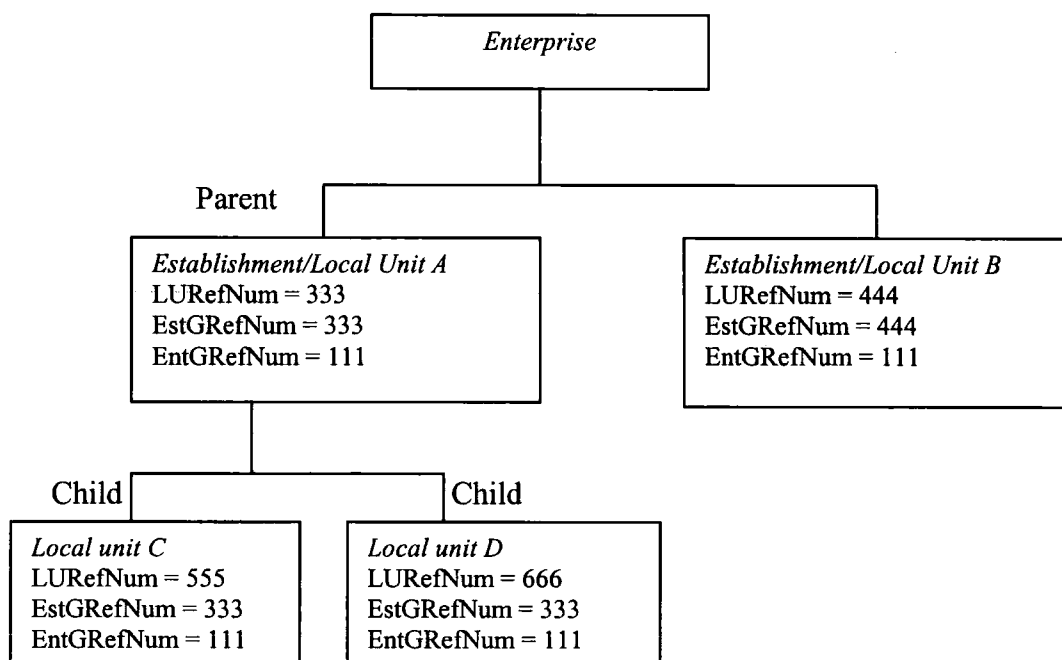 Enterprise
Parent
Establishment/Local Unit A
LURefNum = 333
EstGRefNum = 333
EntGRefNum = 111
Establishment/Local Unit B
LURefNum = 444
EstGRefNum = 444
EntGRefNum = 111
Child
Child
Local unit C
LURefNum = 555
EstGRefNum = 333
EntGRefNum = 111
Local unit D
LURefNum = 666
EstGRefNum = 333
EntGRefNum = 111